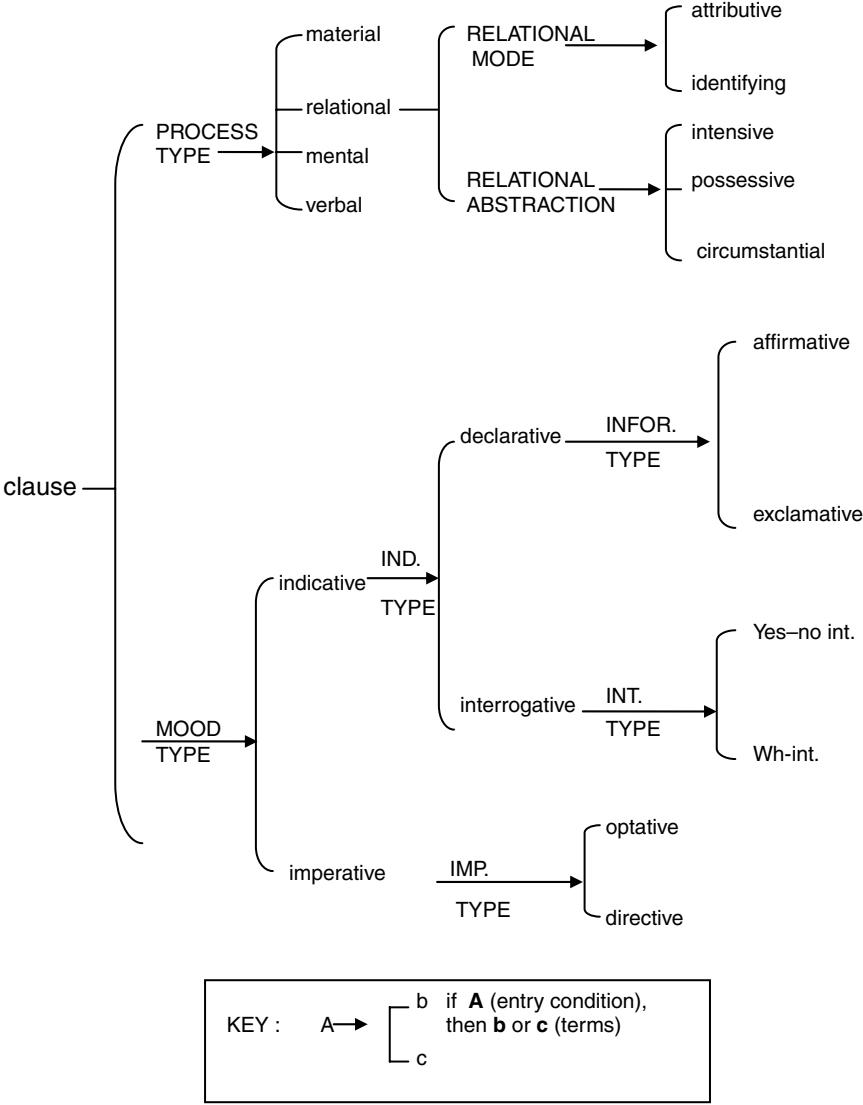 attributive
material
RELATIONAL
MODE
identifying
relational
PROCESS
TYPE
intensive
mental
possessive
RELATIONAL
ABSTRACTION
verbal
circumstantial
affirmative
declarative
INFOR.
TYPE
clause
exclamative
indicative
IND.
TYPE
Yes–no int.
interrogative
INT.
TYPE
MOOD
TYPE
Wh-int.
optative
imperative
IMP.
TYPE
directive
KEY : A b if A (entry condition),
then b or c (terms)
c